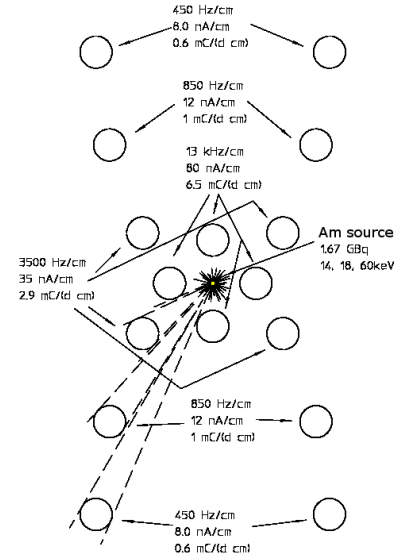 450 Hz/cm
8.0 nA/cm
0.6 mC/(d cm)
850 Hz/cm
12 nA/cm
1 mC/(d cm)
13 kHz/cm
80 nA/cm
6.5 mC/(d cm)
Am source
1.67 GBq
14, 18, 60keV
3500 Hz/cm
35 nA/cm
2.9 mC/(d cm)
850 Hz/cm
12 nA/cm
1 mC/(d cm)
450 Hz/cm
8.0 nA/cm
0.6 mC/(d cm)